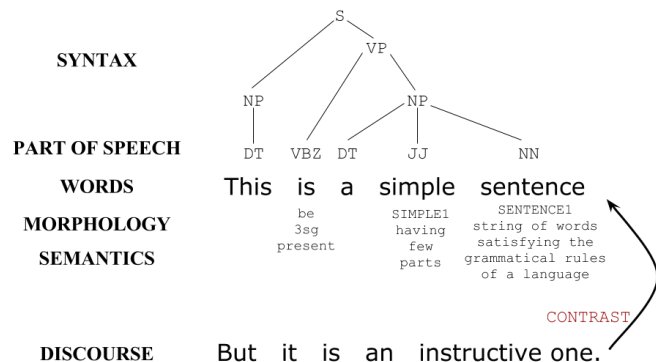 S
VP
SYNTAX
NP NP
PART OF SPEECH DT VBZ DT JJ NN
WORDS This is a simple sentence
MORPHOLOGY be SIMPLE1 SENTENCE1
3sg having string of words
present few satisfying the
SEMANTICS parts grammatical rules
of a language
CONTRAST
DISCOURSE But it is an instructive one.